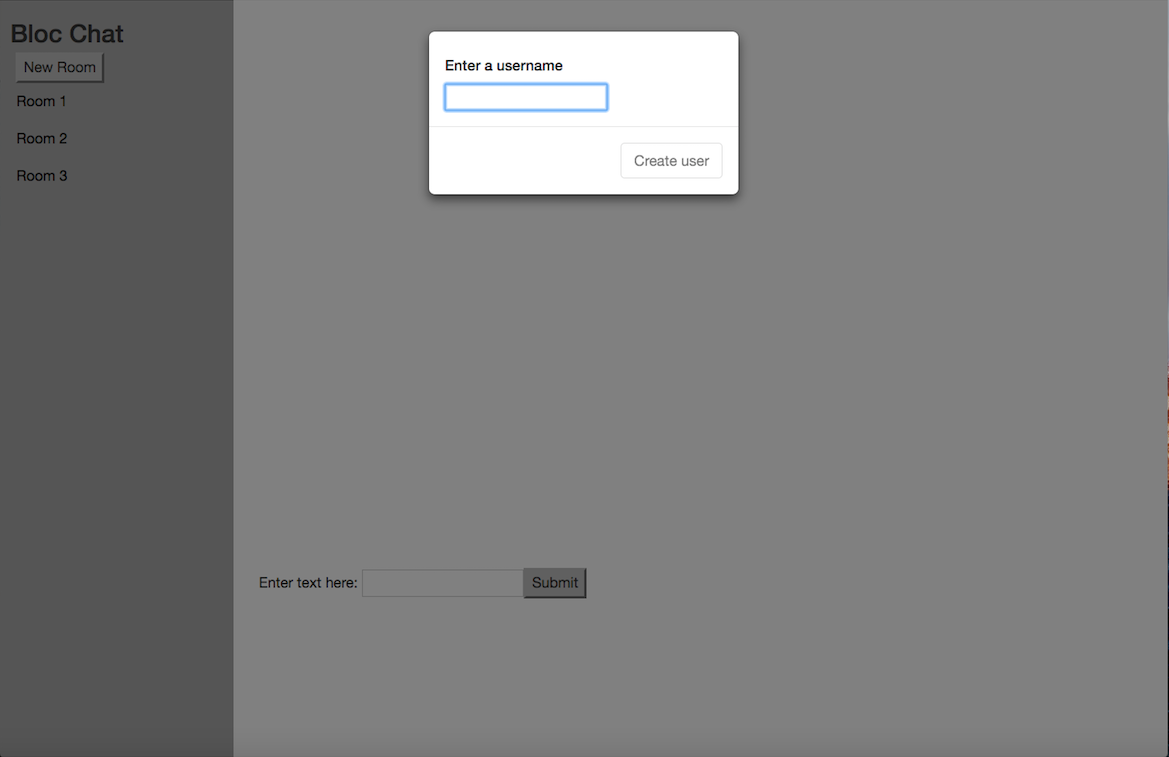 Bloc Chat
New Room
Room 1
Room 2
Room 3
Enter a username
Create user
Enter text here: Submit